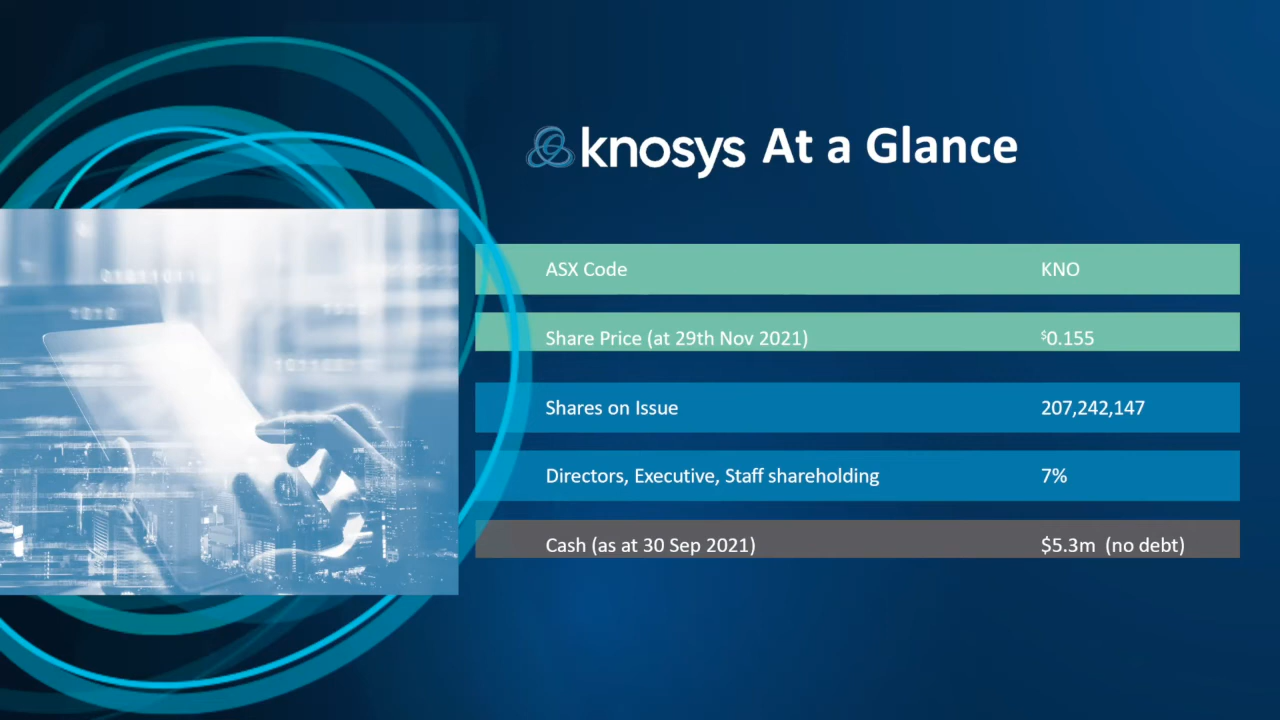 knosys At a Glance
ASX Code KNO
Share Price (at 29th Nov 2021) $0.155
Shares on Issue 207,242,147
Directors, Executive, Staff shareholding 7%
Cash (as at 30 Sep 2021) $5.3m (no debt)